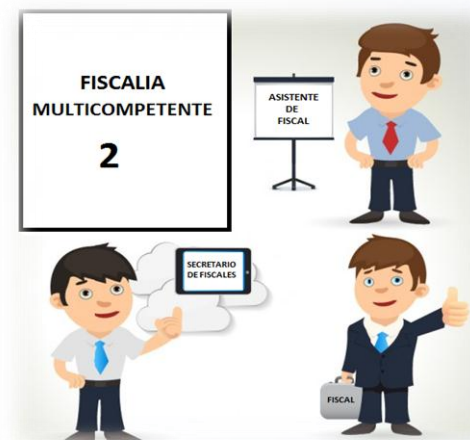 FISCALIA
MULTICOMPETENTE
2
ASISTENTE
DE
FISCAL
SECRETARIO
DE FISCALES
FISCAL